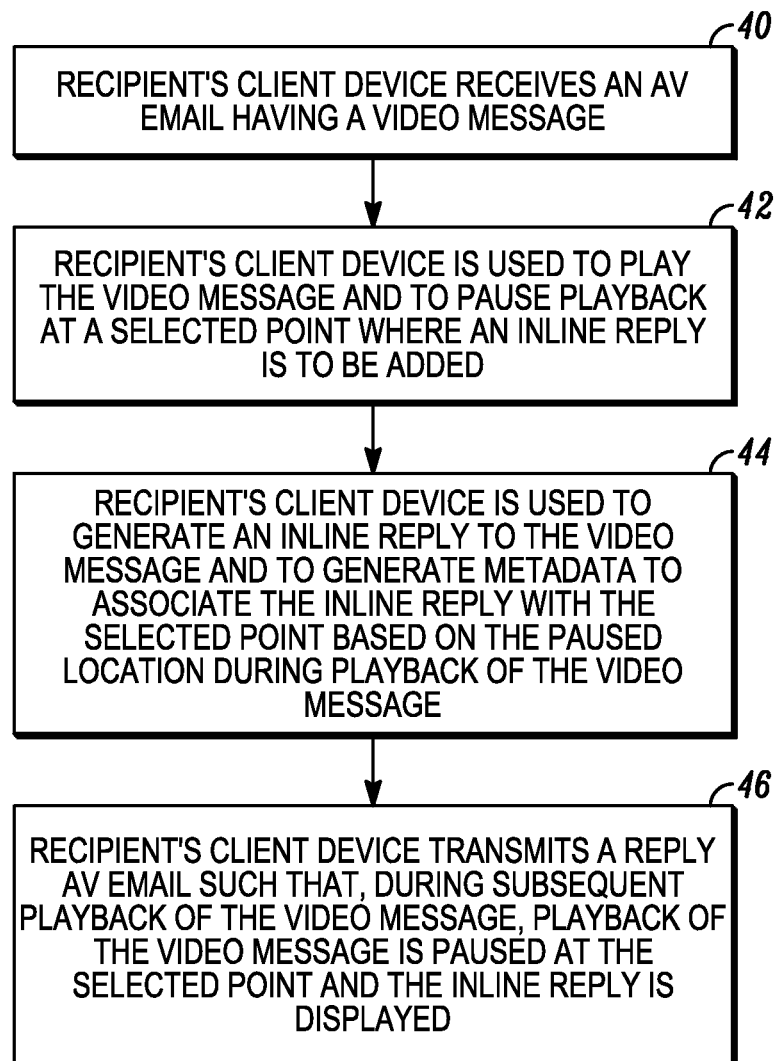 40
RECIPIENT'S CLIENT DEVICE RECEIVES AN AV
EMAIL HAVING A VIDEO MESSAGE
42
RECIPIENT'S CLIENT DEVICE IS USED TO PLAY
THE VIDEO MESSAGE AND TO PAUSE PLAYBACK
AT A SELECTED POINT WHERE AN INLINE REPLY
IS TO BE ADDED
44
RECIPIENT'S CLIENT DEVICE IS USED TO
GENERATE AN INLINE REPLY TO THE VIDEO
MESSAGE AND TO GENERATE METADATA TO
ASSOCIATE THE INLINE REPLY WITH THE
SELECTED POINT BASED ON THE PAUSED
LOCATION DURING PLAYBACK OF THE VIDEO
MESSAGE
46
RECIPIENT'S CLIENT DEVICE TRANSMITS A REPLY
AV EMAIL SUCH THAT, DURING SUBSEQUENT
PLAYBACK OF THE VIDEO MESSAGE, PLAYBACK OF
THE VIDEO MESSAGE IS PAUSED AT THE
SELECTED POINT AND THE INLINE REPLY IS
DISPLAYED